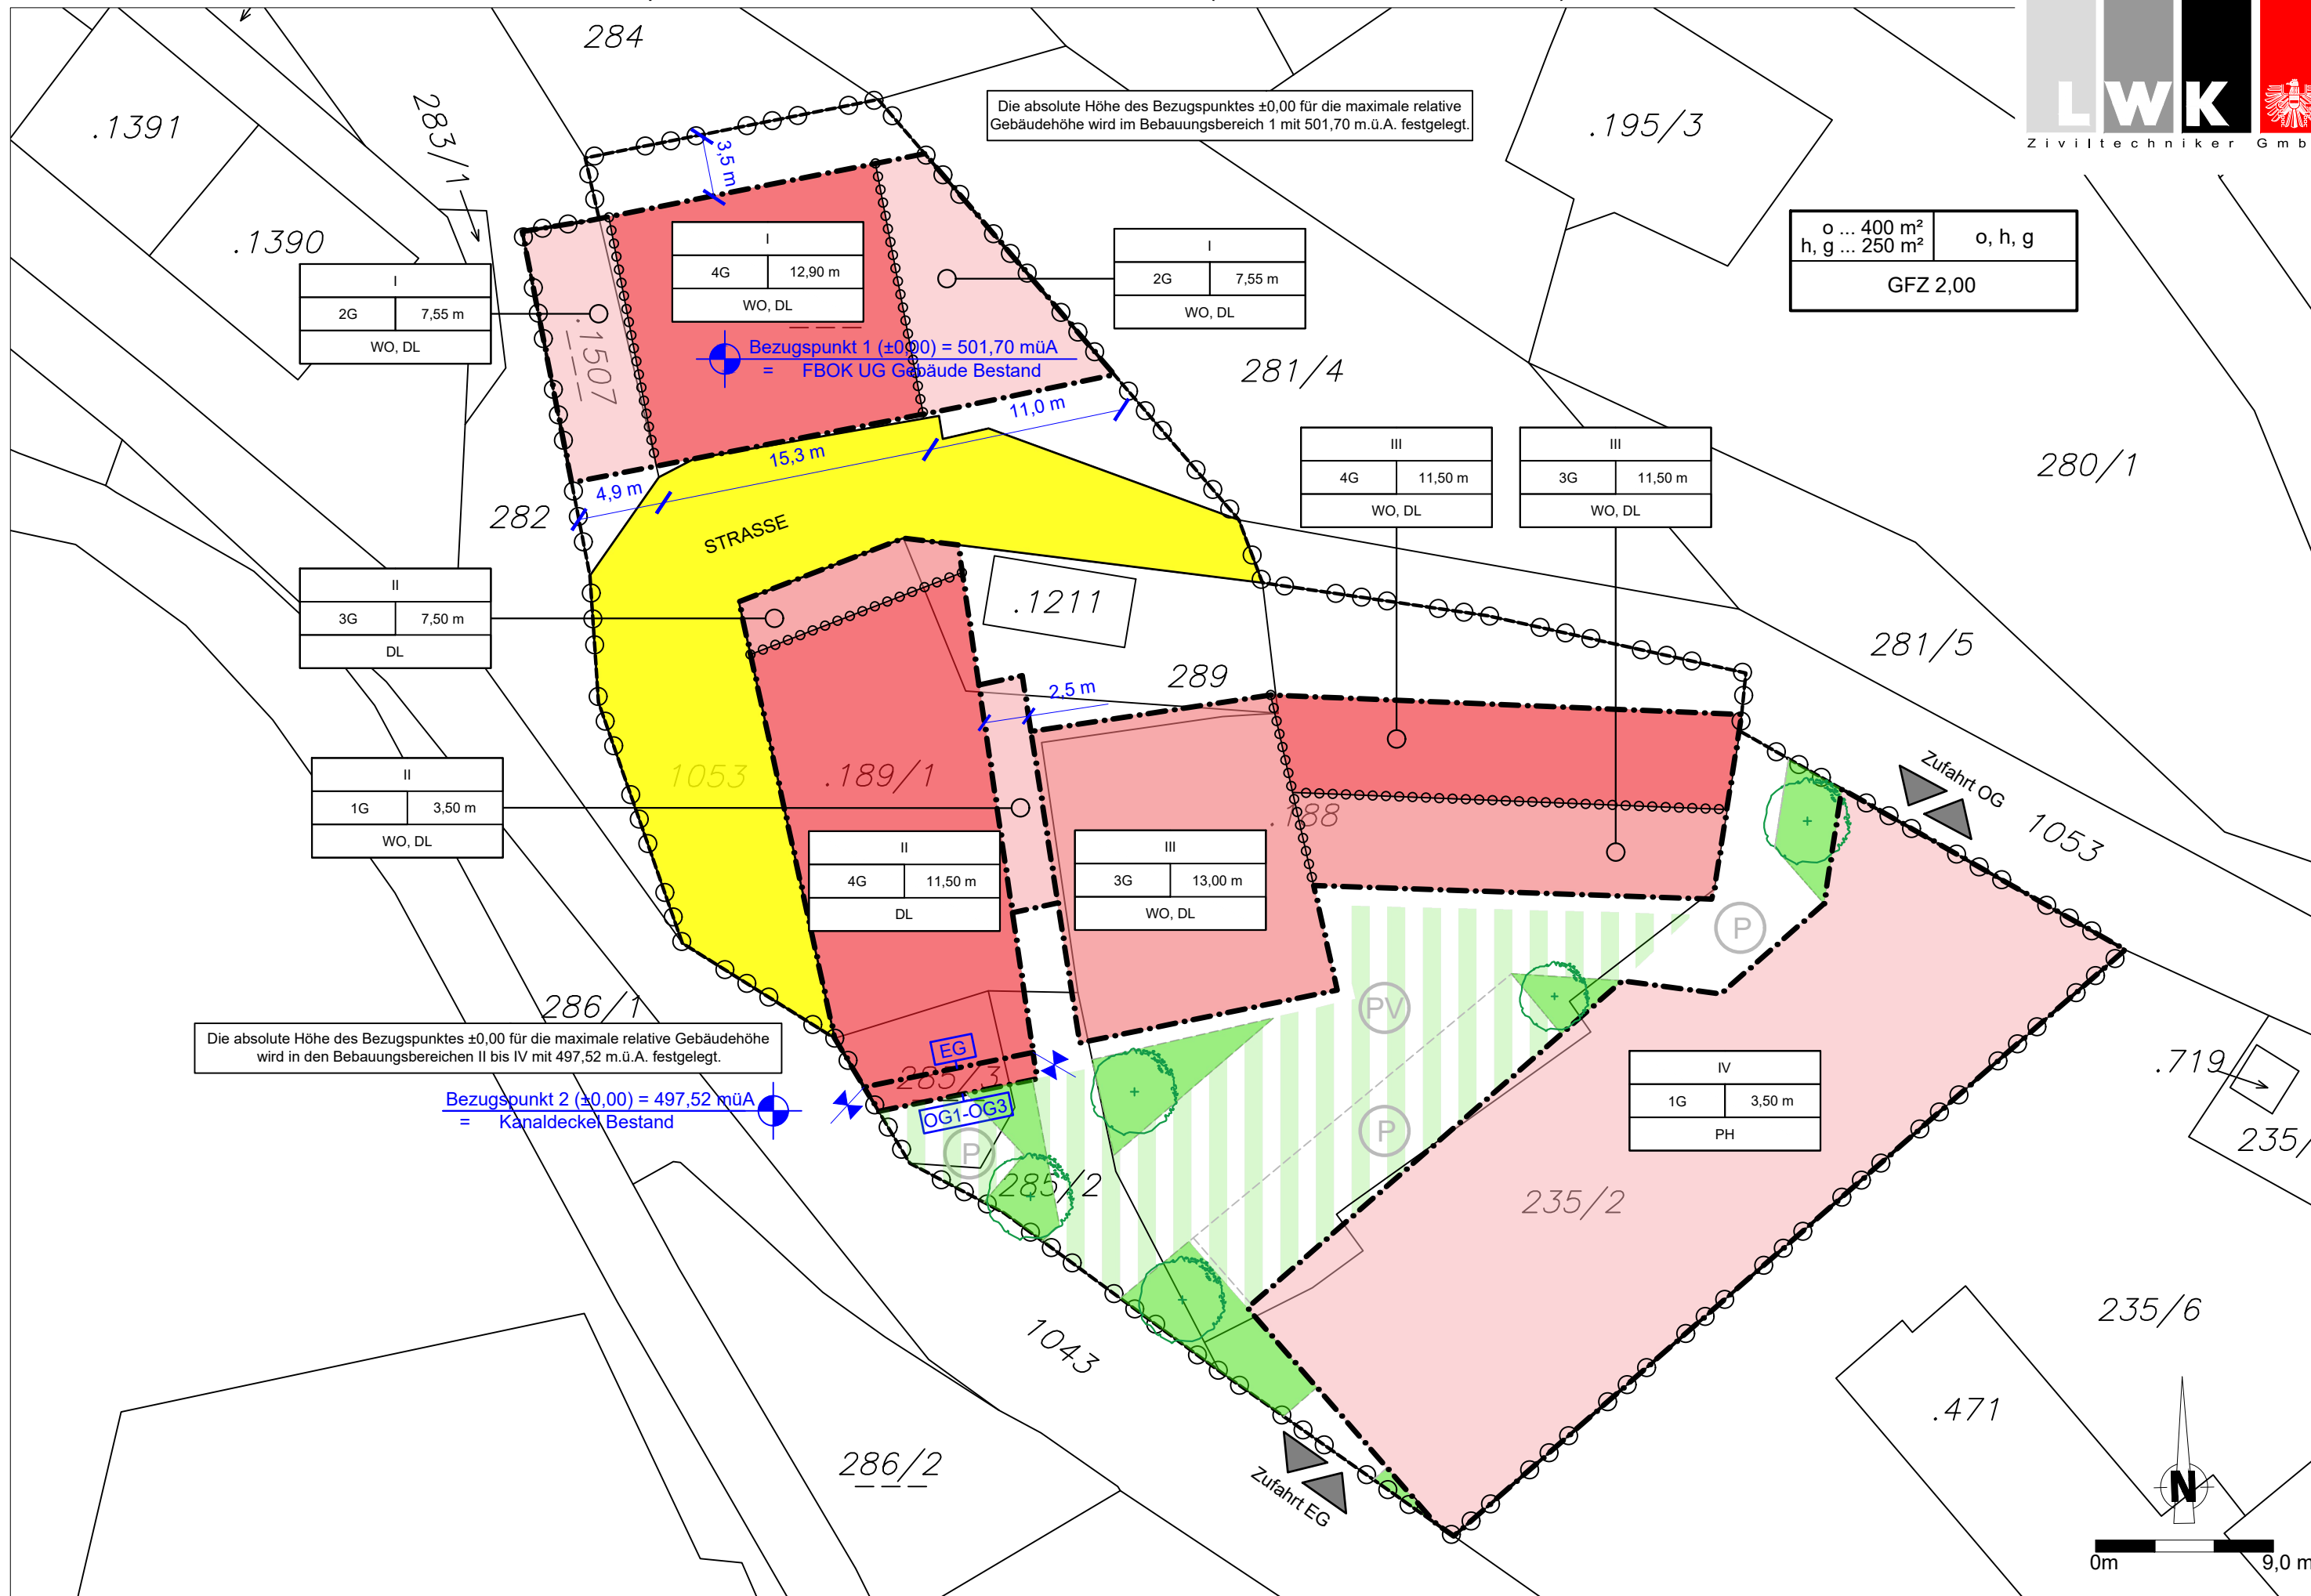 284
.1391
283/1
Die absolute Höhe des Bezugspunktes ±0,00 für die maximale relative
Gebäudehöhe wird im Bebauungsbereich 1 mit 501,70 m.ü.A. festgelegt.
.195/3
LWK
Ziviltechniker Gmb
3,5 m
.1390
I
4G 12,90 m
WO, DL
I
2G 7,55 m
WO, DL
o ... 400 m²
h, g ... 250 m²
o, h, g
GFZ 2,00
I
2G 7,55 m
WO, DL
.1507
Bezugspunkt 1 (±0,00) = 501,70 müA
= FBOK UG Gebäude Bestand
281/4
11,0 m
15,3 m
4,9 m
282
STRASSE
III
4G 11,50 m
WO, DL
III
3G 11,50 m
WO, DL
280/1
II
3G 7,50 m
DL
.1211
281/5
289
2,5 m
1053
.189/1
II
1G 3,50 m
WO, DL
.188
Zufahrt OG
1053
II
4G 11,50 m
DL
III
3G 13,00 m
WO, DL
P
PV
286/1
Die absolute Höhe des Bezugspunktes ±0,00 für die maximale relative Gebäudehöhe
wird in den Bebauungsbereichen II bis IV mit 497,52 m.ü.A. festgelegt.
EG
285/3
OG1-OG3
Bezugspunkt 2 (±0,00) = 497,52 müA
= Kanaldeckel Bestand
P
P
285/2
IV
1G 3,50 m
PH
.719
235/
235/2
235/6
1043
.471
286/2
Zufahrt EG
N
0m 9,0 m